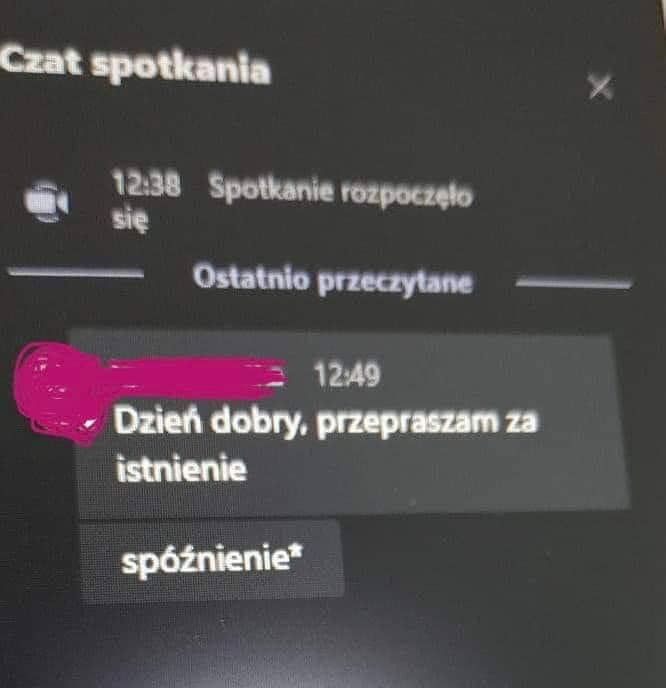 Czat spotkania
12:38 Spotkanie rozpoczęło
się
Ostatnio przeczytane
12:49
Dzień dobry, przepraszam za
istnienie
spóźnienie*